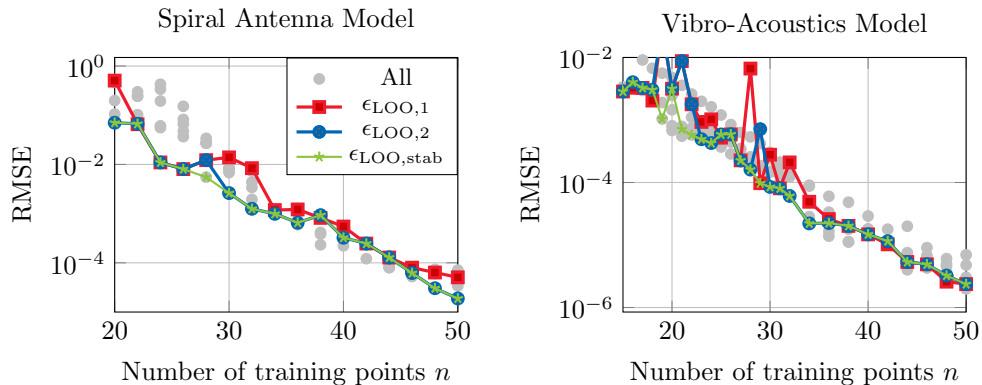 Spiral Antenna Model
10^0
10^−2
10^−4
RMSE
All
ϵ_LOO,1
ϵ_LOO,2
ϵ_LOO,stab
20 30 40 50
Number of training points n
Vibro-Acoustics Model
10^−2
10^−4
10^−6
RMSE
20 30 40 50
Number of training points n